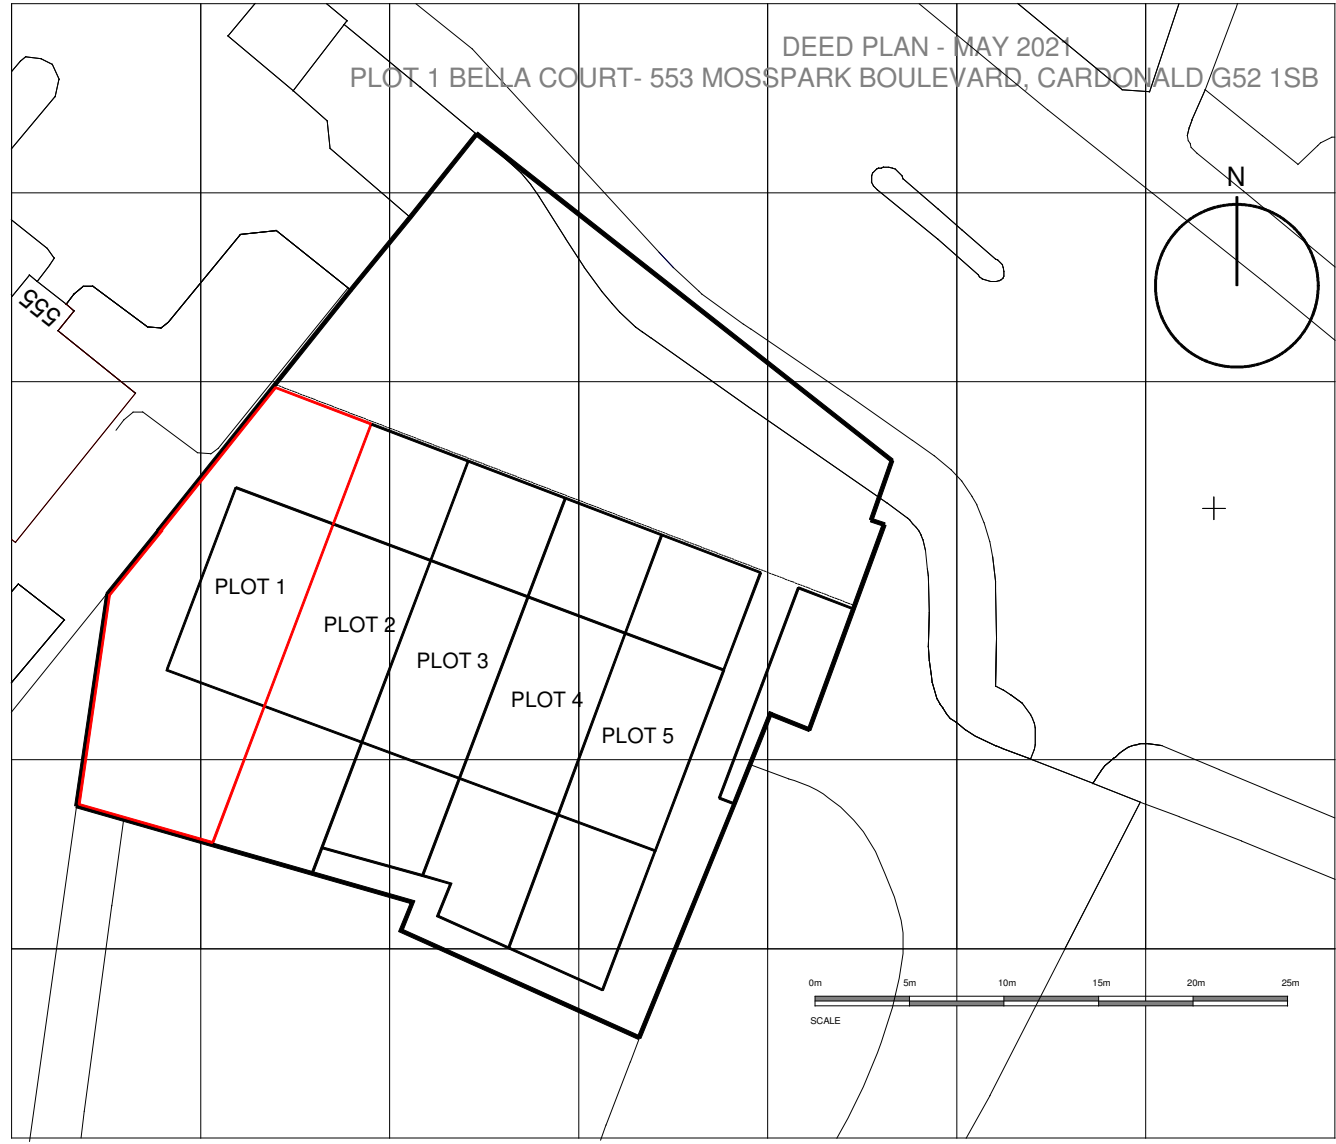 DEED PLAN - MAY 2021
PLOT 1 BELLA COURT- 553 MOSSPARK BOULEVARD, CARDONALD G52 1SB
N
555
PLOT 1
PLOT 2
PLOT 3
PLOT 4
PLOT 5
0m 5m 10m 15m 20m 25m
SCALE